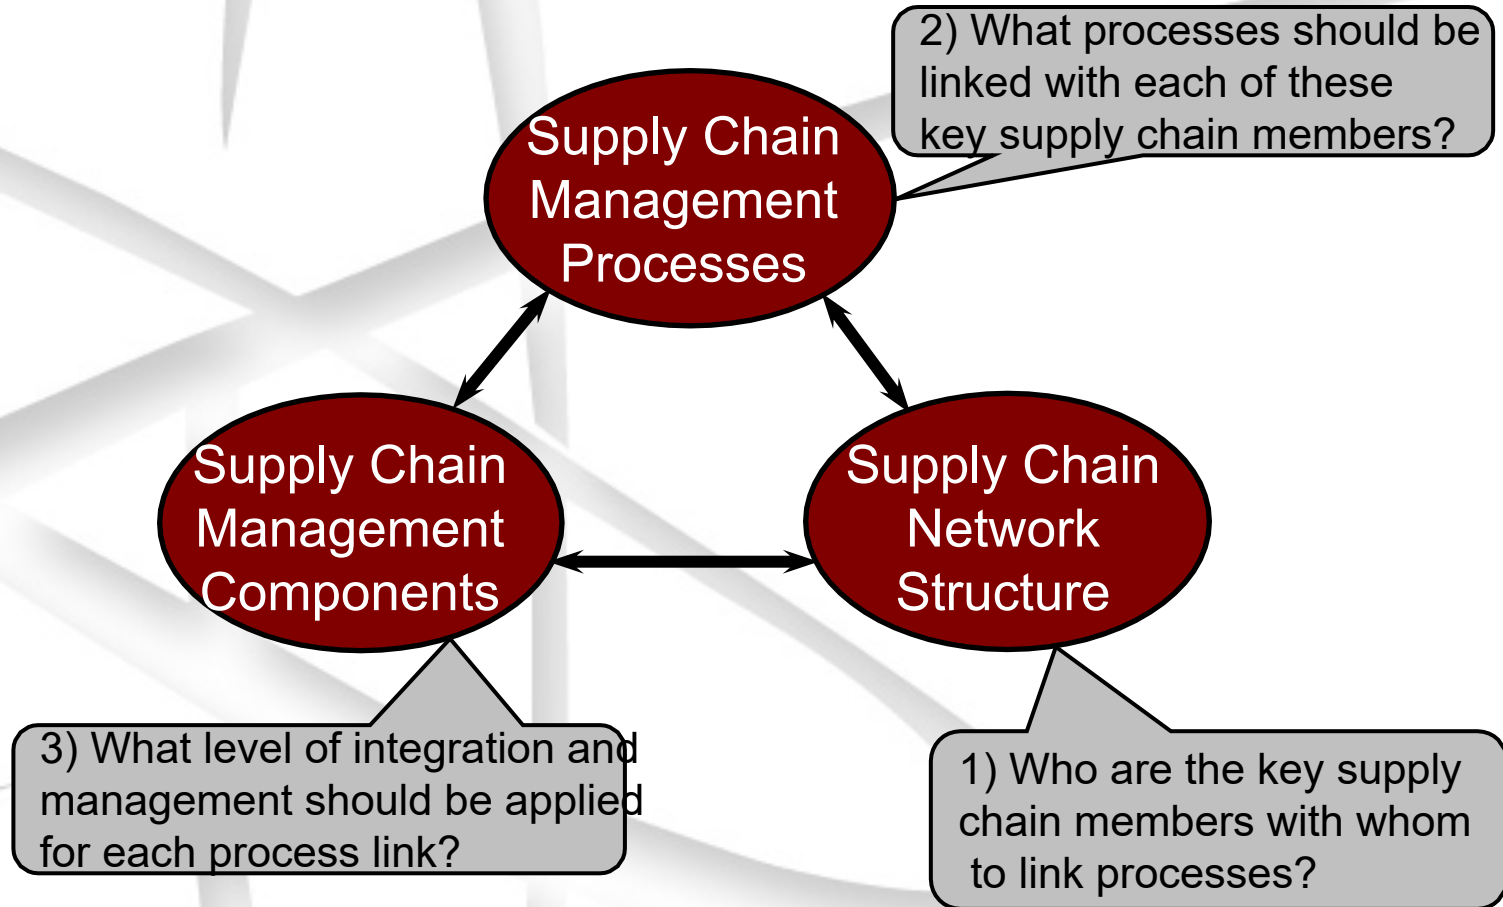 2) What processes should be
linked with each of these
key supply chain members?
Supply Chain
Management
Processes
Supply Chain
Management
Components
Supply Chain
Network
Structure
3) What level of integration and
management should be applied
for each process link?
1) Who are the key supply
chain members with whom
to link processes?